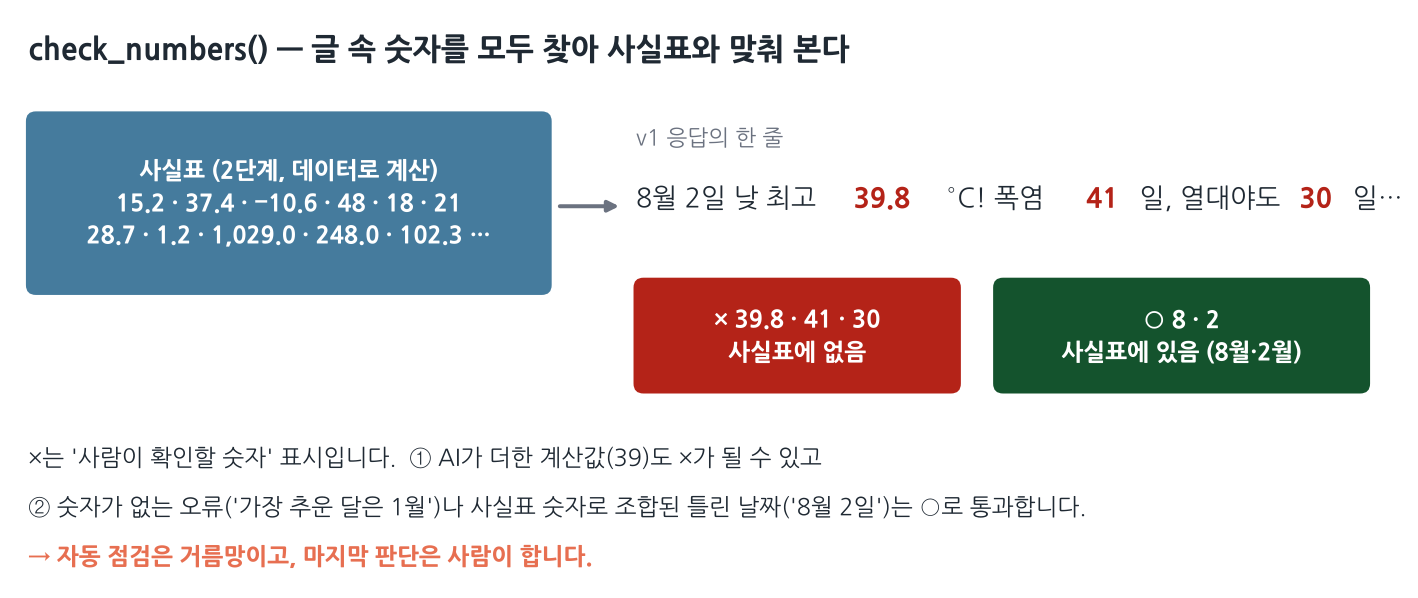 check_numbers() — 글 속 숫자를 모두 찾아 사실표와 맞춰 본다
사실표 (2단계, 데이터로 계산)
15.2 · 37.4 · −10.6 · 48 · 18 · 21
28.7 · 1.2 · 1,029.0 · 248.0 · 102.3 ···
v1 응답의 한 줄
8월 2일 낮 최고 39.8 °C! 폭염 41 일, 열대야도 30 일···
× 39.8 · 41 · 30
사실표에 없음
○ 8 · 2
사실표에 있음 (8월·2월)
×는 '사람이 확인할 숫자' 표시입니다. ① AI가 더한 계산값(39)도 ×가 될 수 있고
② 숫자가 없는 오류('가장 추운 달은 1월')나 사실표 숫자로 조합된 틀린 날짜('8월 2일')는 ○로 통과합니다.
→ 자동 점검은 거름망이고, 마지막 판단은 사람이 합니다.